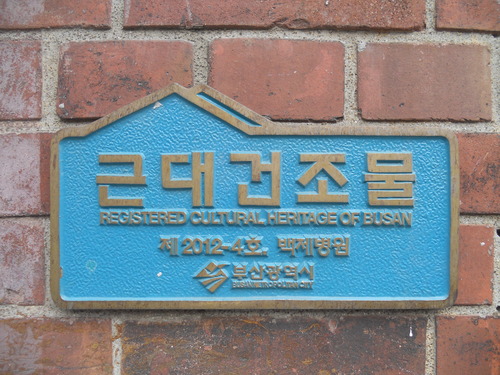 근대건조물
REGISTERED CULTURAL HERITAGE OF BUSAN
제 2012-4호. 백제병원
부산광역시
BUSAN METROPOLITAN CITY